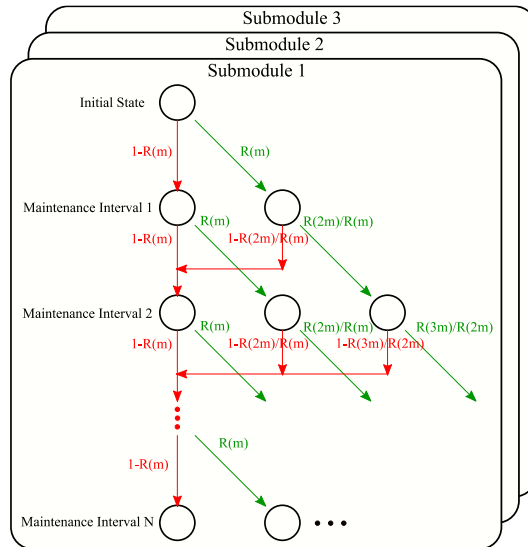 Submodule 3
Submodule 2
Submodule 1
Initial State
1-R(m)
R(m)
Maintenance Interval 1
R(m)
R(2m)/R(m)
1-R(m)
1-R(2m)/R(m)
Maintenance Interval 2
R(m)
R(2m)/R(m)
R(3m)/R(2m)
1-R(m)
1-R(2m)/R(m)
1-R(3m)/R(2m)
R(m)
1-R(m)
Maintenance Interval N